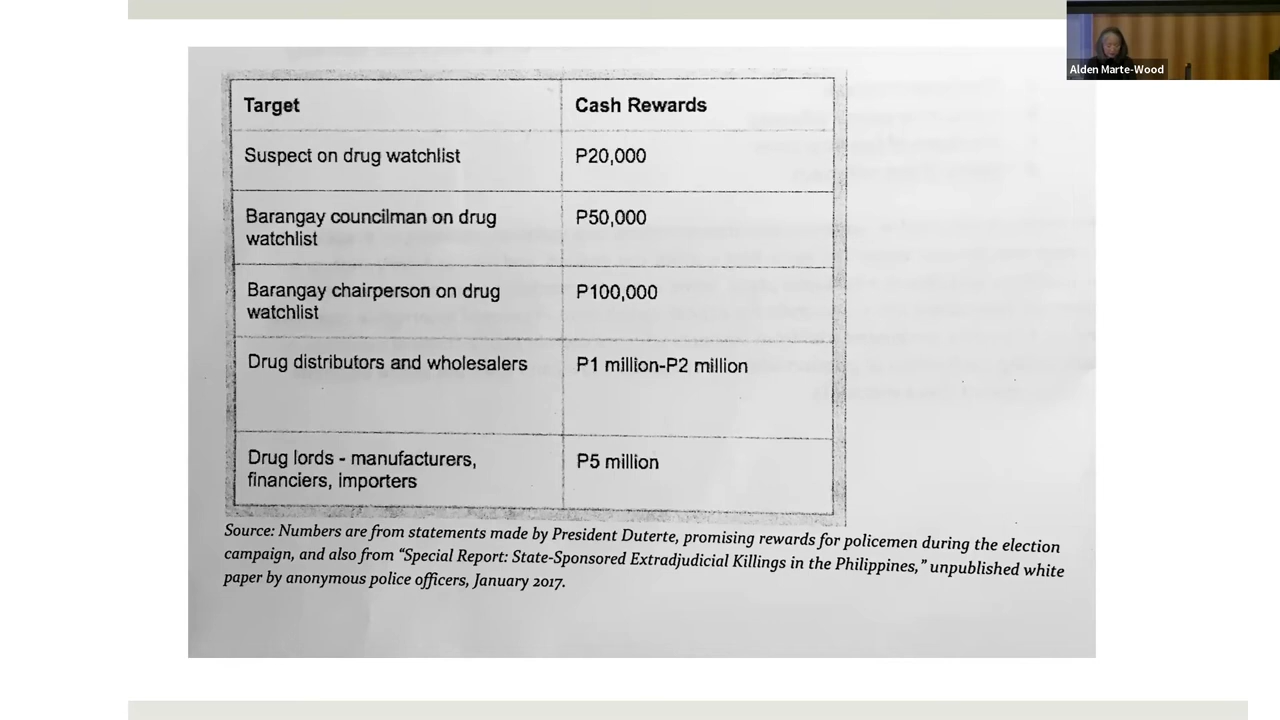 Target
Cash Rewards
Suspect on drug watchlist
P20,000
Barangay councilman on drug
watchlist
P50,000
Barangay chairperson on drug
watchlist
P100,000
Drug distributors and wholesalers
P1 million-P2 million
Drug lords - manufacturers,
financiers, importers
P5 million
Source: Numbers are from statements made by President Duterte, promising rewards for policemen during the election
campaign, and also from “Special Report: State-Sponsored Extradjudicial Killings in the Philippines,” unpublished white
paper by anonymous police officers, January 2017.
Alden Marte-Wood